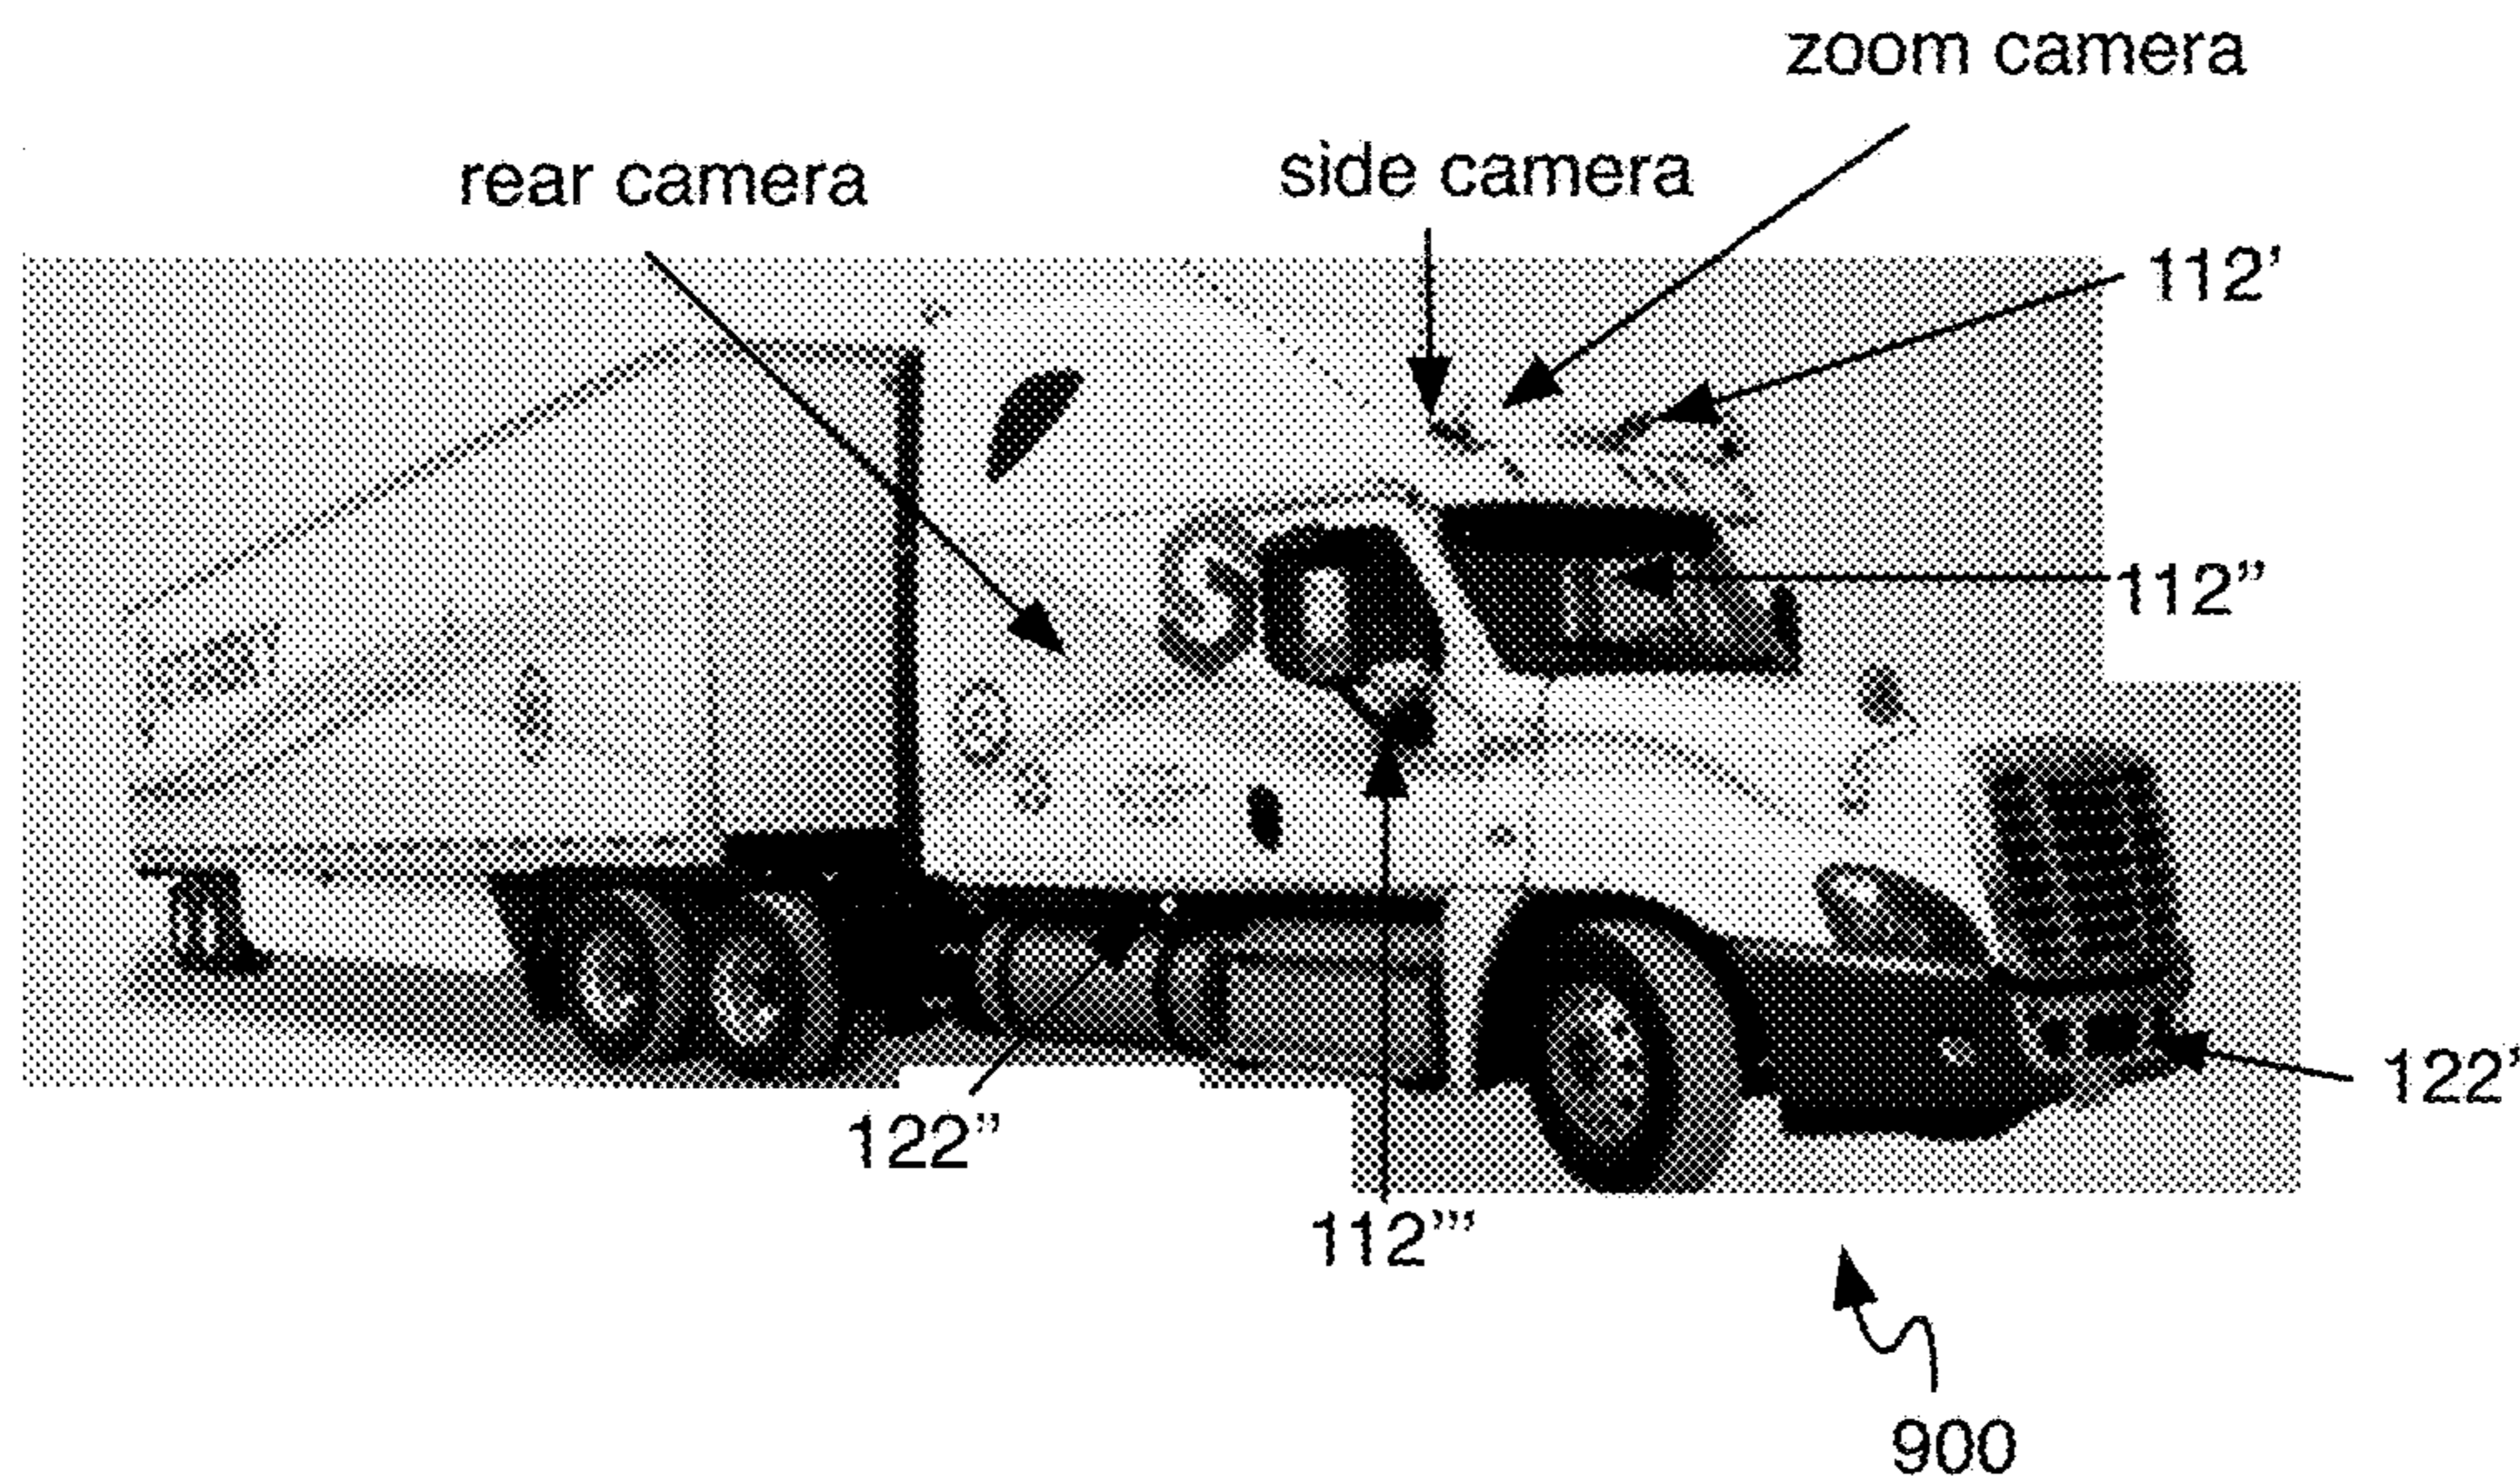 zoom camera
side camera
rear camera
112'
112”
122'
122”
112”’
900